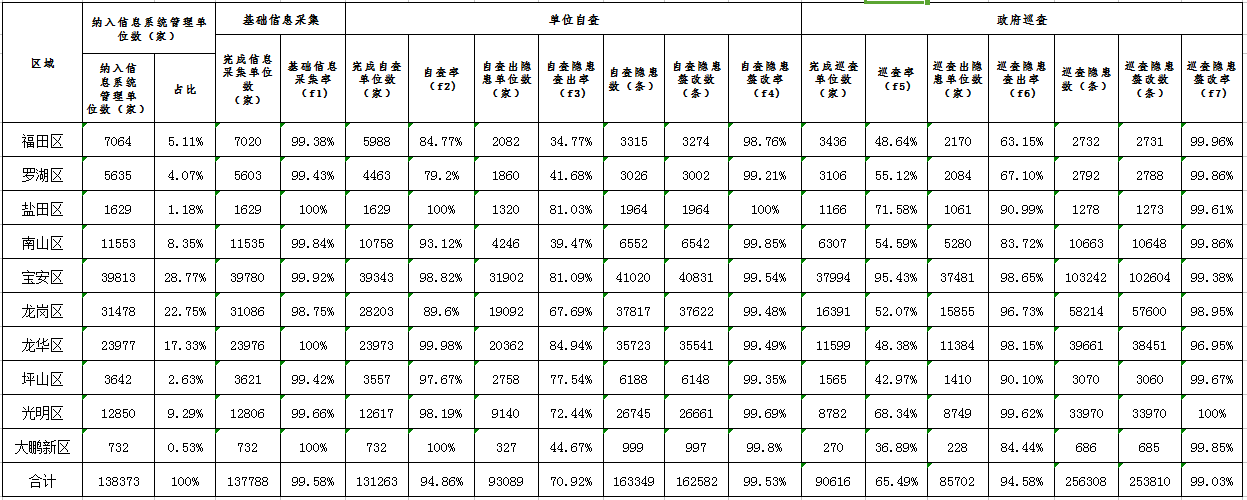 区域 纳入信息系统管理单位数（家） 基础信息采集 单位自查 政府巡查
纳入信息系统管理单位数（家） 占比 完成信息采集单位数（家） 基础信息采集率（f1） 完成自查单位数（家） 自查率（f2） 自查出隐患单位数（家） 自查隐患查出率（f3） 自查隐患数（条） 自查隐患整改数（条） 自查隐患整改率（f4） 完成巡查单位数（家） 巡查率（f5） 巡查出隐患单位数（家） 巡查隐患查出率（f6） 巡查隐患数（条） 巡查隐患整改数（条） 巡查隐患整改率（f7）
福田区 7064 5.11% 7020 99.38% 5988 84.77% 2082 34.77% 3315 3274 98.76% 3436 48.64% 2170 63.15% 2732 2731 99.96%
罗湖区 5635 4.07% 5603 99.43% 4463 79.2% 1860 41.68% 3026 3002 99.21% 3106 55.12% 2084 67.10% 2792 2788 99.86%
盐田区 1629 1.18% 1629 100% 1629 100% 1320 81.03% 1964 1964 100% 1166 71.58% 1061 90.99% 1278 1273 99.61%
南山区 11553 8.35% 11535 99.84% 10758 93.12% 4246 39.47% 6552 6542 99.85% 6307 54.59% 5280 83.72% 10663 10648 99.86%
宝安区 39813 28.77% 39780 99.92% 39343 98.82% 31902 81.09% 41020 40831 99.54% 37994 95.43% 37481 98.65% 103242 102604 99.38%
龙岗区 31478 22.75% 31086 98.75% 28203 89.6% 19092 67.69% 37817 37622 99.48% 16391 52.07% 15855 96.73% 58214 57600 98.95%
龙华区 23977 17.33% 23976 100% 23973 99.98% 20362 84.94% 35723 35541 99.49% 11599 48.38% 11384 98.15% 39661 38451 96.95%
坪山区 3642 2.63% 3621 99.42% 3557 97.67% 2758 77.54% 6188 6148 99.35% 1565 42.97% 1410 90.10% 3070 3060 99.67%
光明区 12850 9.29% 12806 99.66% 12617 98.19% 9140 72.44% 26745 26661 99.69% 8782 68.34% 8749 99.62% 33970 33970 100%
大鹏新区 732 0.53% 732 100% 732 100% 327 44.67% 999 997 99.8% 270 36.89% 228 84.44% 686 685 99.85%
合计 138373 100% 137788 99.58% 131263 94.86% 93089 70.92% 163349 162582 99.53% 90616 65.49% 85702 94.58% 256308 253810 99.03%